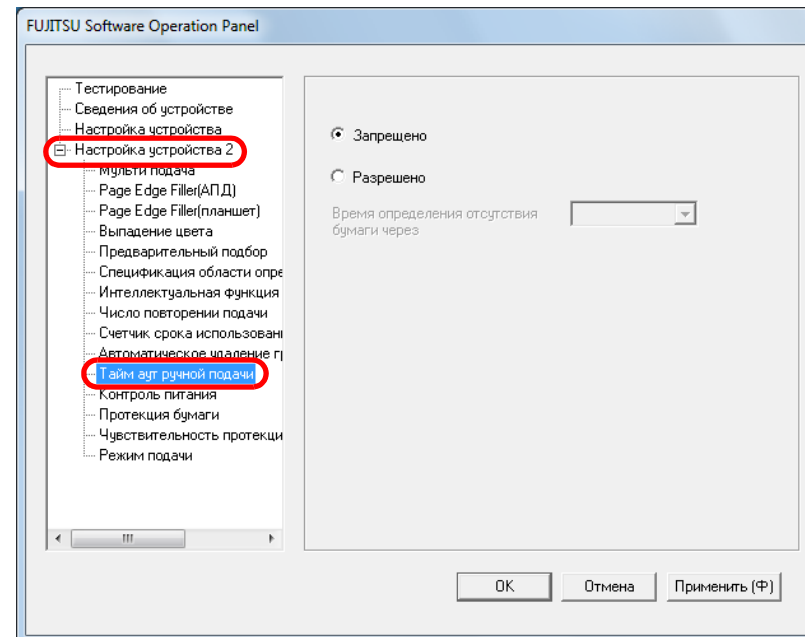 FUJITSU Software Operation Panel
Тестирование
Сведения об устройстве
Настройка устройства
Настройка устройства 2
Мульти подача
Page Edge Filler(АПД)
Page Edge Filler(планшет)
Выпадение цвета
Предварительный подбор
Спецификация области опре
Интеллектуальная функция
Число повторении подачи
Счетчик срока использовани
Автоматическое удаление гр
Тайм аут ручной подачи
Контроль питания
Протекция бумаги
Чувствительность протекци
Режим подачи
Запрещено
Разрешено
Время определения отсутствия
бумаги через
OK
Отмена
Применить (Ф)